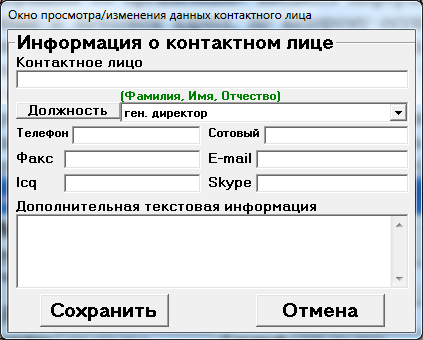 Окно просмотра/изменения данных контактного лица
Информация о контактном лице
Контактное лицо
(Фамилия, Имя, Отчество)
Должность ген. директор
Телефон Сотовый
Факс E-mail
Icq Skype
Дополнительная текстовая информация
Сохранить Отмена